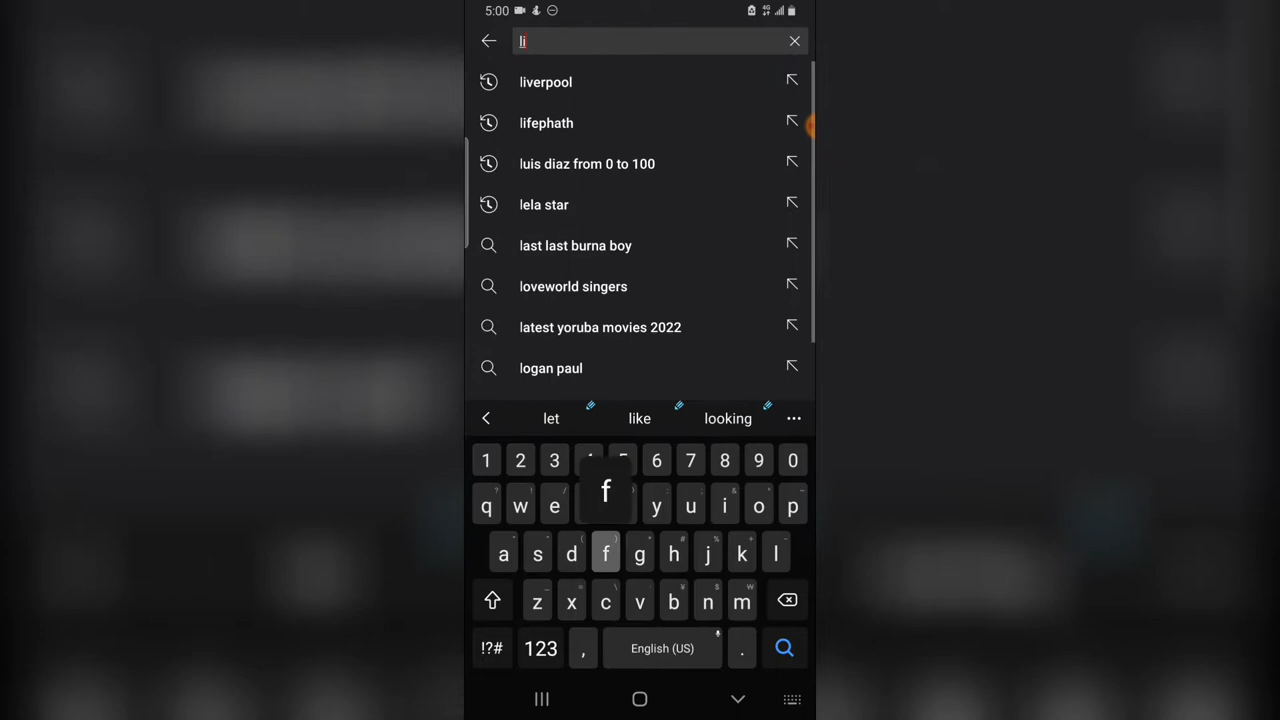 5:00 4G
li
liverpool
lifephath
luis diaz from 0 to 100
lela star
last last burna boy
loveworld singers
latest yoruba movies 2022
logan paul
let like looking
1 2 3 6 7 8 9 0
f
q w e y u i o p
a s d f g h j k l
z x c v b n m
!?# 123 , English (US) .